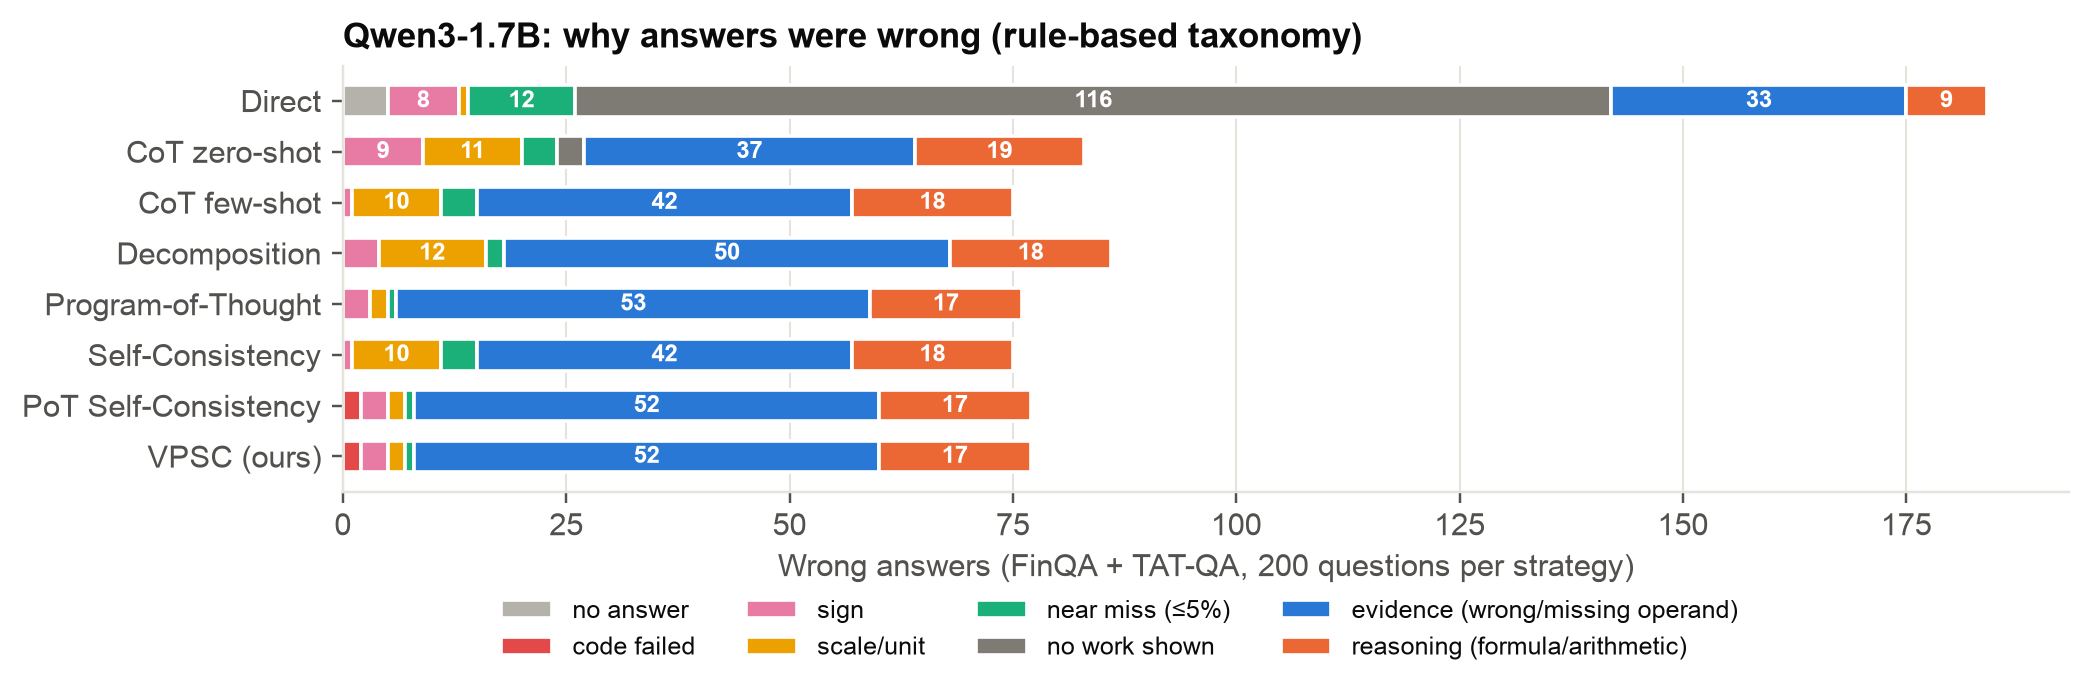 Qwen3-1.7B: why answers were wrong (rule-based taxonomy)
Direct 8 12 116 33 9
CoT zero-shot 9 11 37 19
CoT few-shot 10 42 18
Decomposition 12 50 18
Program-of-Thought 53 17
Self-Consistency 10 42 18
PoT Self-Consistency 52 17
VPSC (ours) 52 17
0 25 50 75 100 125 150 175
Wrong answers (FinQA + TAT-QA, 200 questions per strategy)
no answer sign near miss (≤5%) evidence (wrong/missing operand)
code failed scale/unit no work shown reasoning (formula/arithmetic)